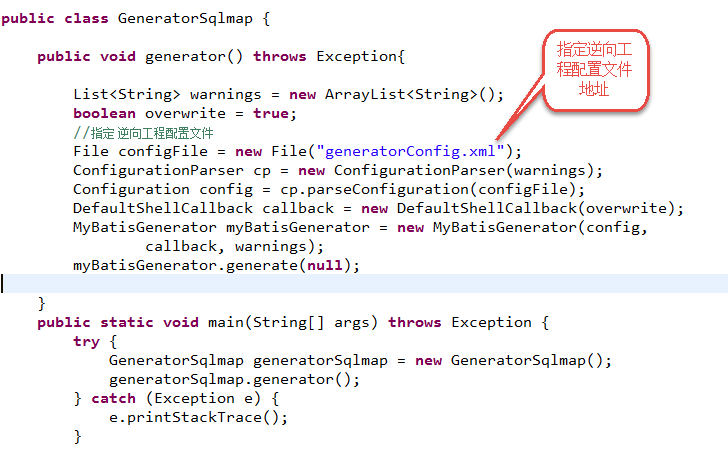 public class GeneratorSqlmap {
public void generator() throws Exception{
List<String> warnings = new ArrayList<String>();
boolean overwrite = true;
//指定 逆向工程配置文件
File configFile = new File("generatorConfig.xml");
ConfigurationParser cp = new ConfigurationParser(warnings);
Configuration config = cp.parseConfiguration(configFile);
DefaultShellCallback callback = new DefaultShellCallback(overwrite);
MyBatisGenerator myBatisGenerator = new MyBatisGenerator(config,
callback, warnings);
myBatisGenerator.generate(null);
}
public static void main(String[] args) throws Exception {
try {
GeneratorSqlmap generatorSqlmap = new GeneratorSqlmap();
generatorSqlmap.generator();
} catch (Exception e) {
e.printStackTrace();
}
指定逆向工
程配置文件
地址